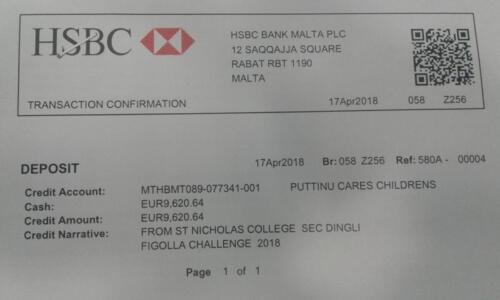 HSBC
HSBC BANK MALTA PLC
12 SAQQAJJA SQUARE
RABAT RBT 1190
MALTA
TRANSACTION CONFIRMATION 17Apr2018 058 Z256
DEPOSIT 17Apr2018 Br: 058 Z256 Ref: 580A - 00004
Credit Account: MTHBMT089-077341-001 PUTTINU CARES CHILDRENS
Cash: EUR9,620.64
Credit Amount: EUR9,620.64
Credit Narrative: FROM ST NICHOLAS COLLEGE SEC DINGLI
FIGOLLA CHALLENGE 2018
Page 1 of 1